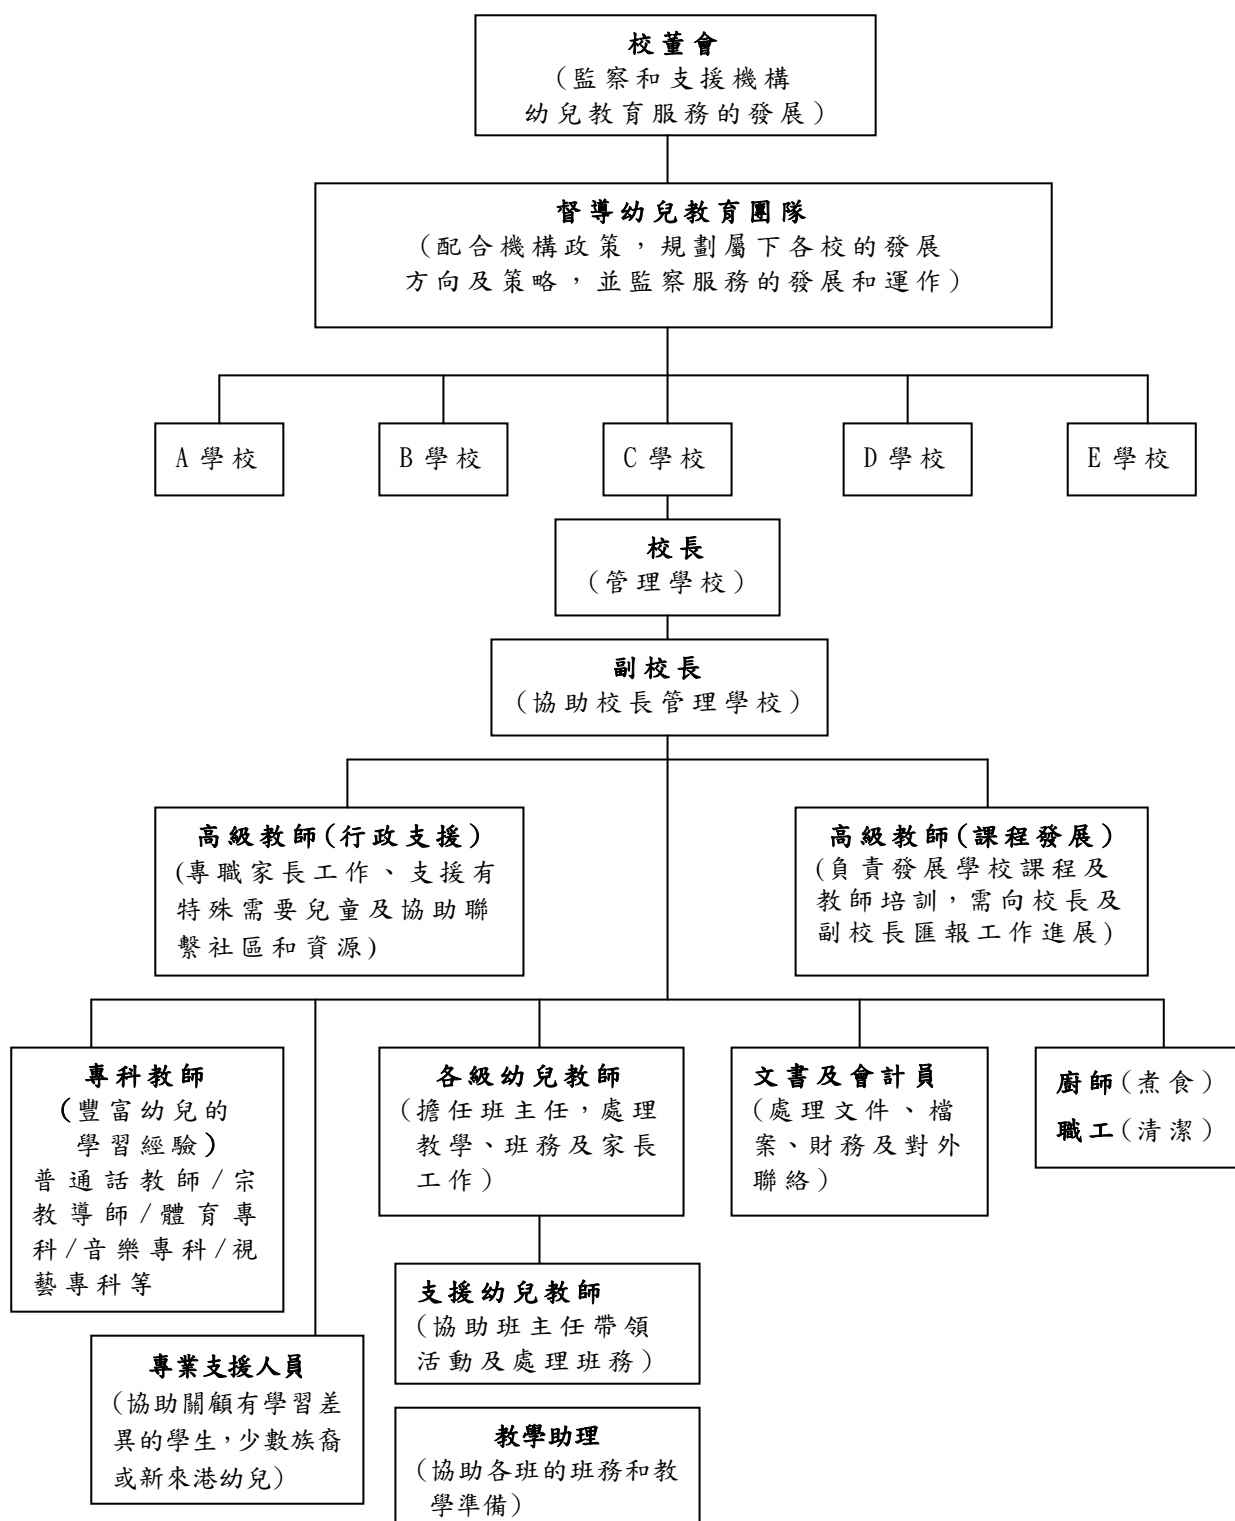 校董會
(監察和支援機構
幼兒教育服務的發展)
督導幼兒教育團隊
(配合機構政策，規劃屬下各校的發展
方向及策略，並監察服務的發展和運作)
A 學校
B 學校
C 學校
D 學校
E 學校
校長
(管理學校)
副校長
(協助校長管理學校)
高級教師(行政支援)
(專職家長工作、支援有
特殊需要兒童及協助聯
繫社區和資源)
高級教師(課程發展)
(負責發展學校課程及
教師培訓，需向校長及
副校長匯報工作進展)
專科教師
(豐富幼兒的
學習經驗)
普通話教師/宗
教導師/體育專
科/音樂專科/視
藝專科等
各級幼兒教師
(擔任班主任，處理
教學、班務及家長
工作)
文書及會計員
(處理文件、檔
案、財務及對外
聯絡)
廚師(煮食)
職工(清潔)
支援幼兒教師
(協助班主任帶領
活動及處理班務)
專業支援人員
(協助關顧有學習差
異的學生，少數族裔
或新來港幼兒)
教學助理
(協助各班的班務和教
學準備)